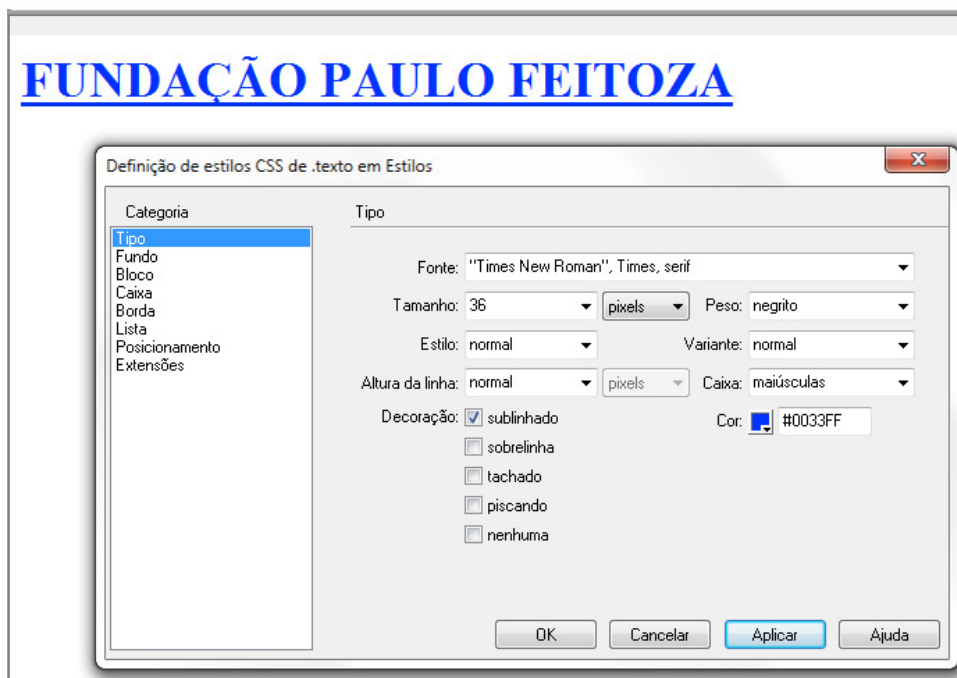 FUNDAÇÃO PAULO FEITOZA
Definição de estilos CSS de .texto em Estilos
Categoria
Tipo
Tipo
Fundo
Bloco
Caixa
Borda
Lista
Posicionamento
Extensões
Fonte: "Times New Roman", Times, serif
Tamanho: 36 pixels Peso: negrito
Estilo: normal Variante: normal
Altura da linha: normal pixels Caixa: maiúsculas
Decoração: sublinhado Cor: #0033FF
sobrelinha
tachado
piscando
nenhuma
OK Cancelar Aplicar Ajuda